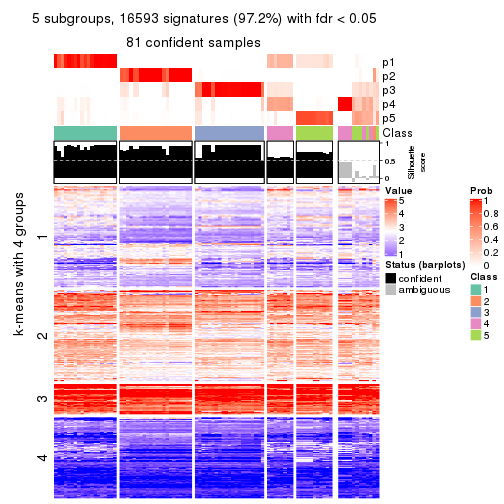 5 subgroups, 16593 signatures (97.2%) with fdr < 0.05
81 confident samples
p1
p2
p3
p4
p5
Class
1
0.5
0
Silhouette
score
k-means with 4 groups
1
2
3
4
Value
5
4
3
2
1
Status (barplots)
confident
ambiguous
Prob
1
0.8
0.6
0.4
0.2
0
Class
1
2
3
4
5